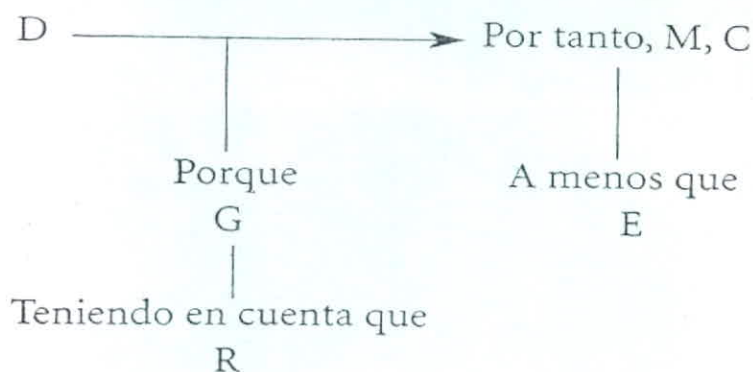 D Por tanto, M, C
Porque A menos que
G E
Teniendo en cuenta que
R